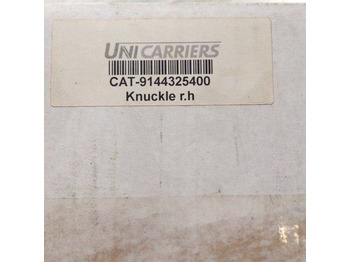 UNICARRIERS
CAT-9144325400
Knuckle r.h